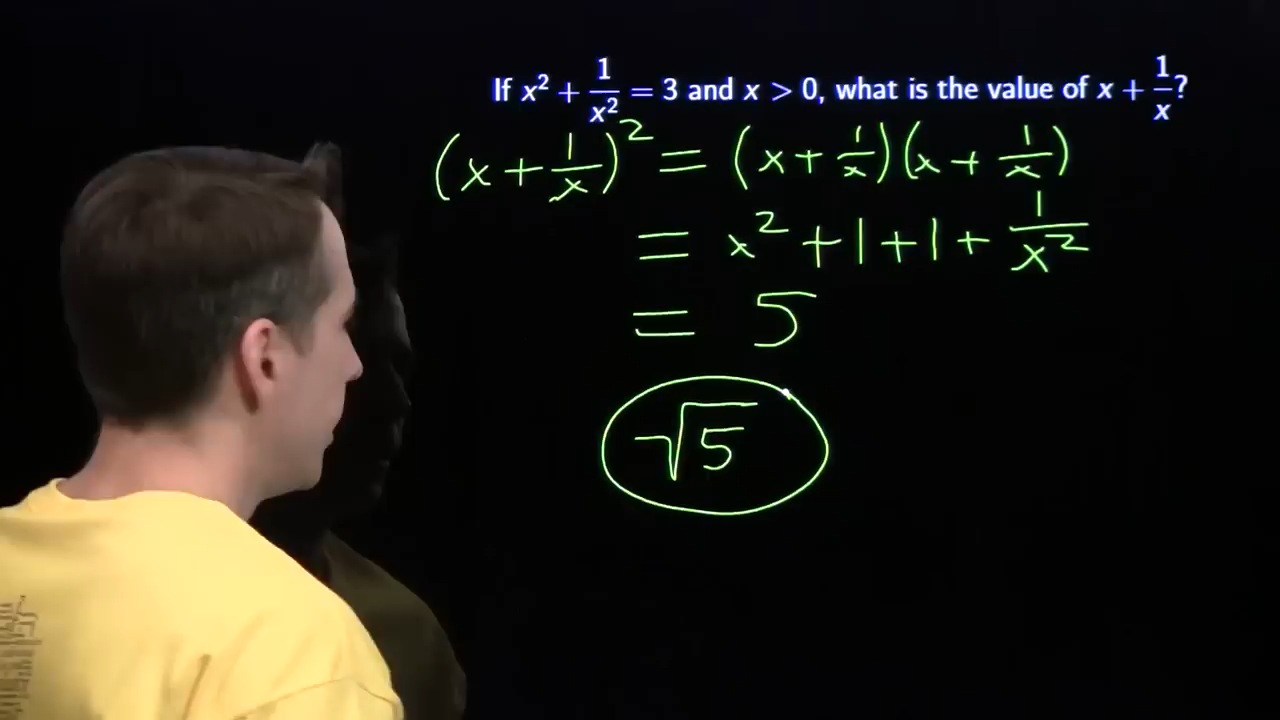 If x² + 1/x² = 3 and x > 0, what is the value of x + 1/x?
(x + 1/x)² = (x + 1/x)(x + 1/x)
= x² + 1 + 1 + 1/x²
= 5
√5